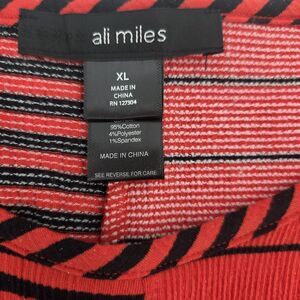 ali miles
XL
MADE IN
CHINA
RN 127304
95%Cotton
4%Polyester
1%Spandex
MADE IN CHINA
SEE REVERSE FOR CARE